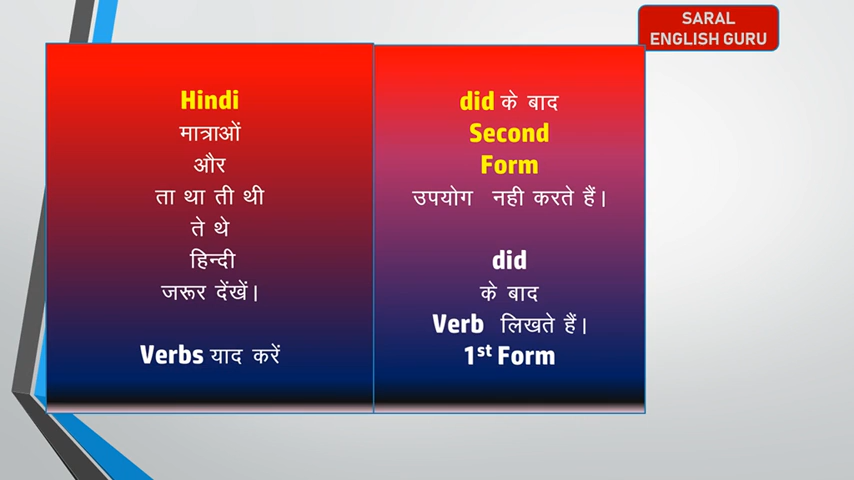 SARAL
ENGLISH GURU
Hindi
मात्राओं
और
ता था ती थी
ते थे
हिन्दी
जरूर देंखें।
Verbs याद करें
did के बाद
Second
Form
उपयोग नही करते हैं।
did
के बाद
Verb लिखते हैं।
1st Form